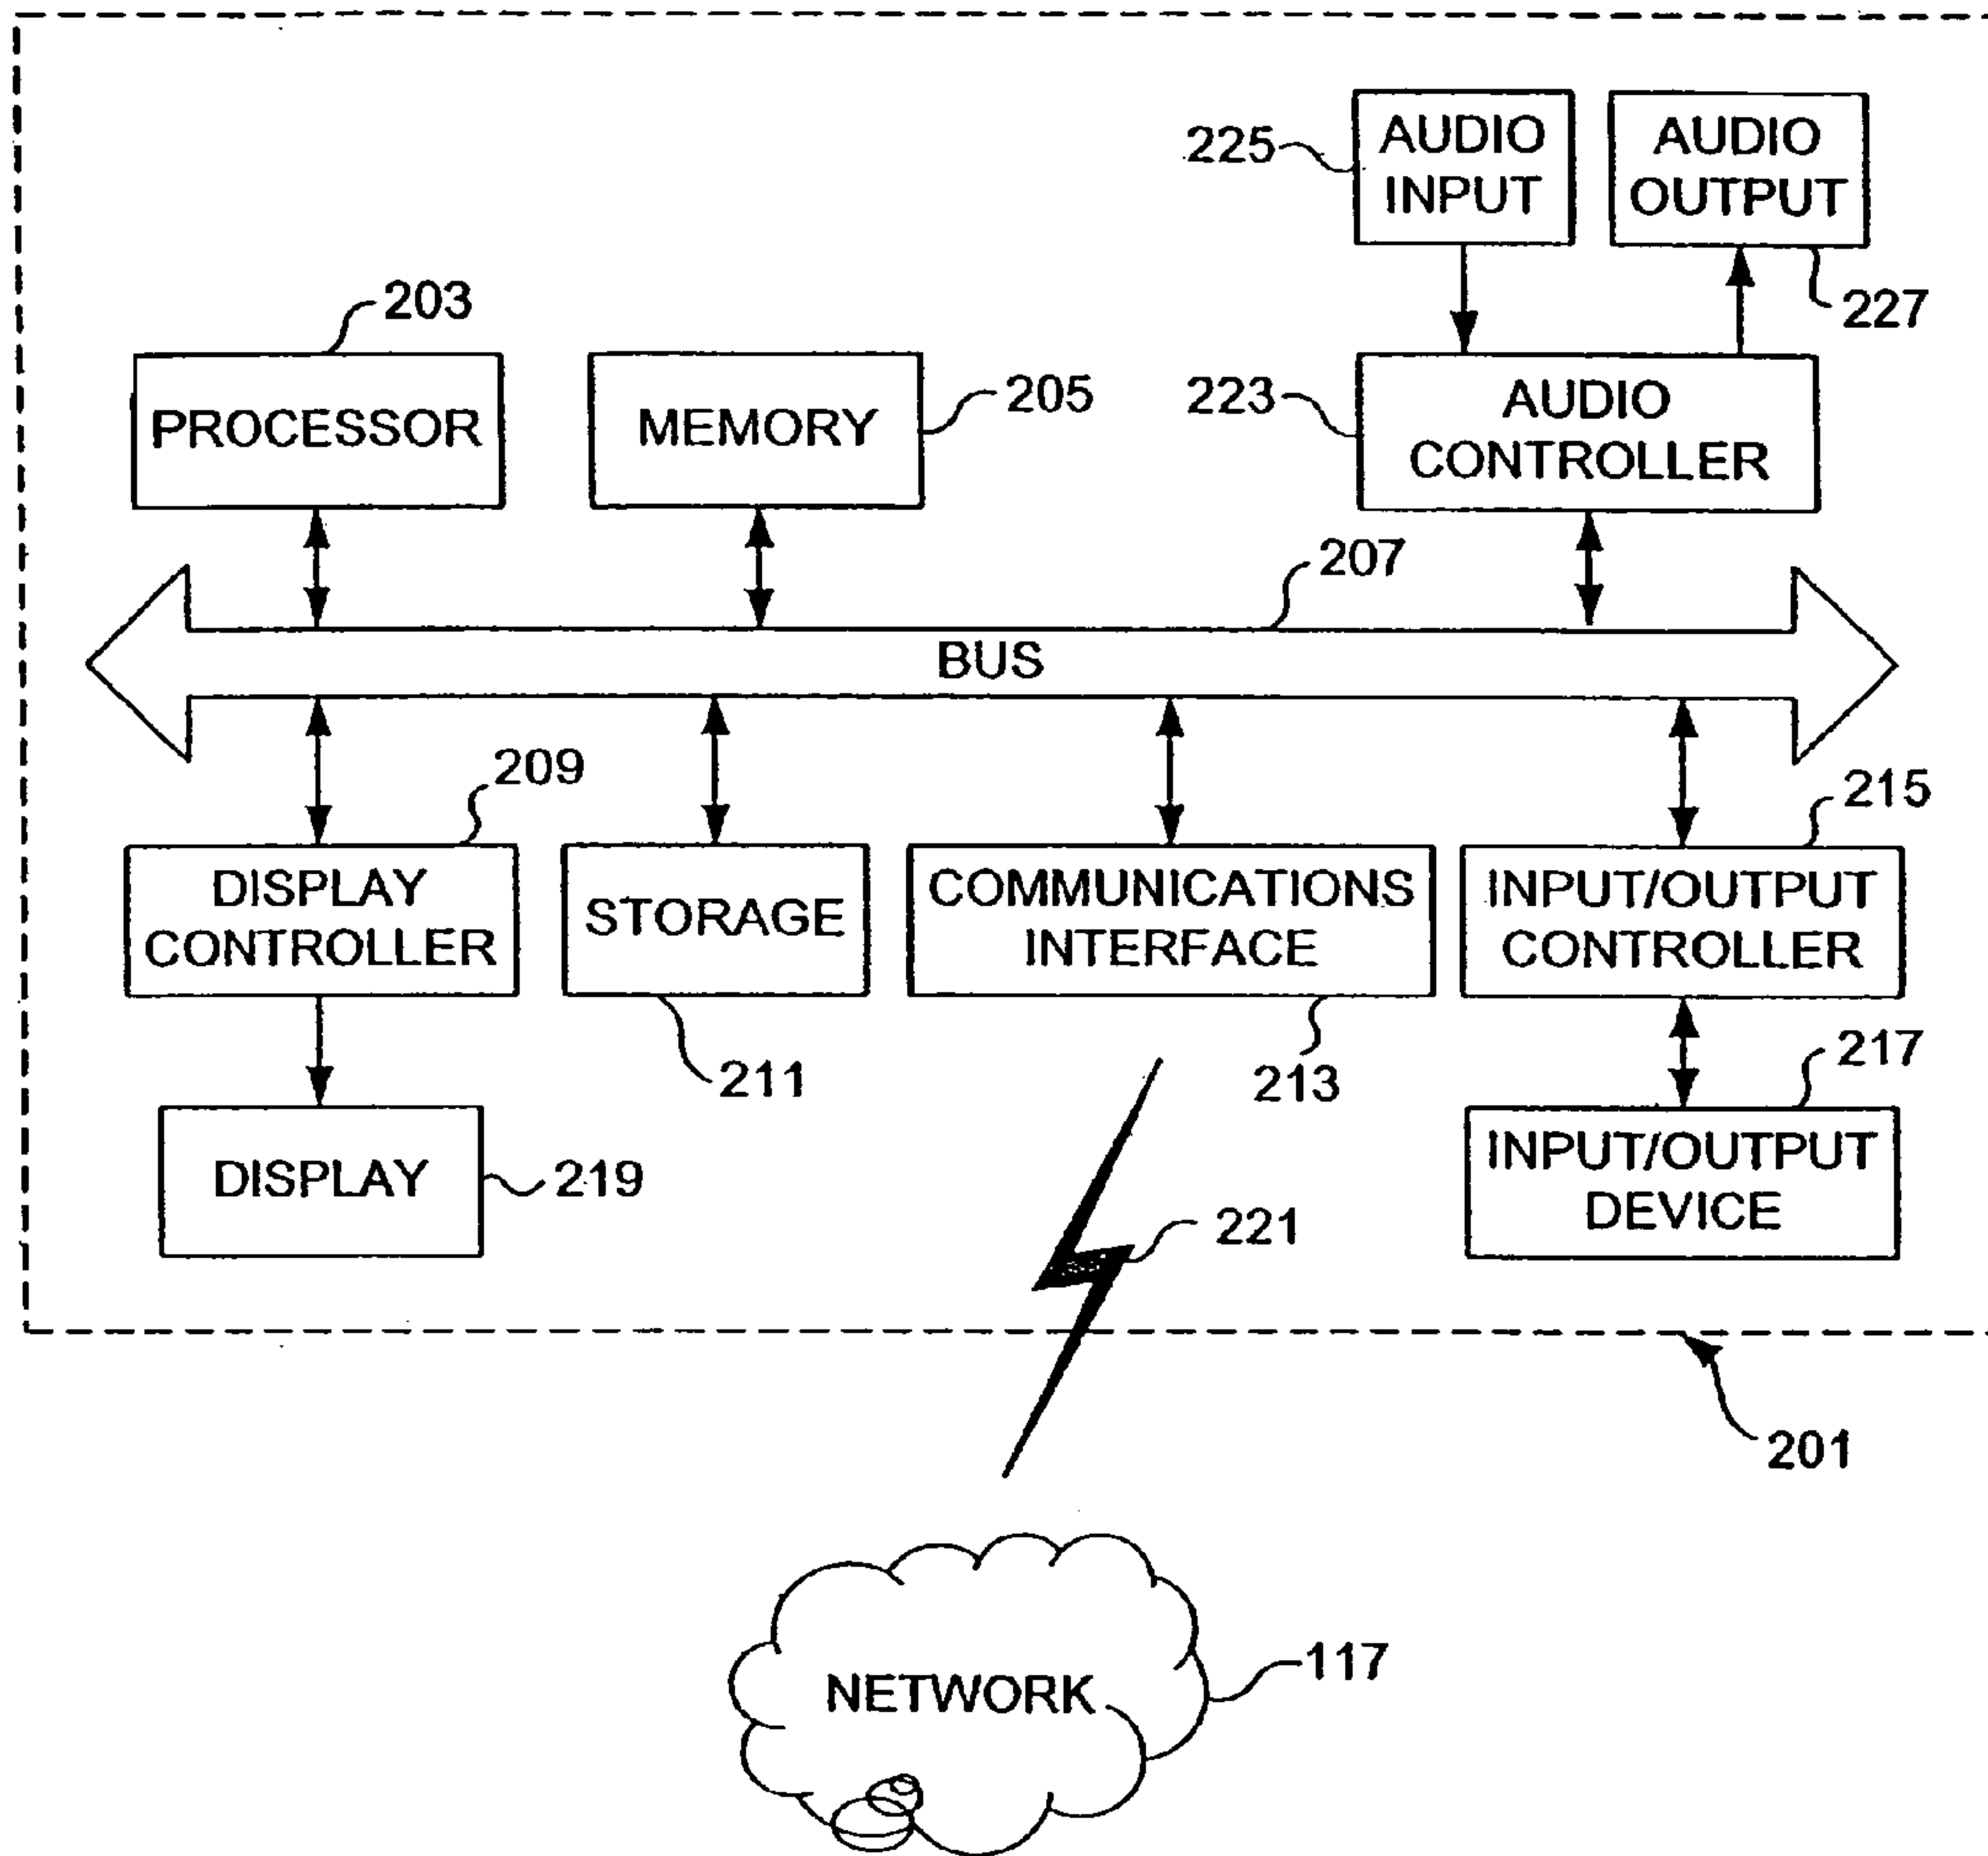 225
AUDIO
INPUT
AUDIO
OUTPUT
227
203
PROCESSOR
MEMORY
205
223
AUDIO
CONTROLLER
207
BUS
209
215
DISPLAY
CONTROLLER
STORAGE
COMMUNICATIONS
INTERFACE
INPUT/OUTPUT
CONTROLLER
211
213
217
DISPLAY
219
221
INPUT/OUTPUT
DEVICE
201
NETWORK
117